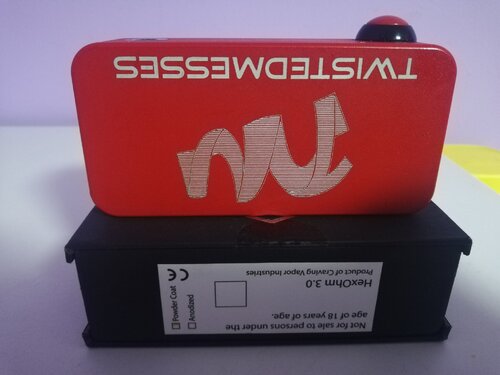 Not for sale to persons under the
age of 18 years of age.
Anodized
Powder Coat
HexOhm 3.0
Product of Craving Vapor Industries
CE
TM
TWISTEDMESSES